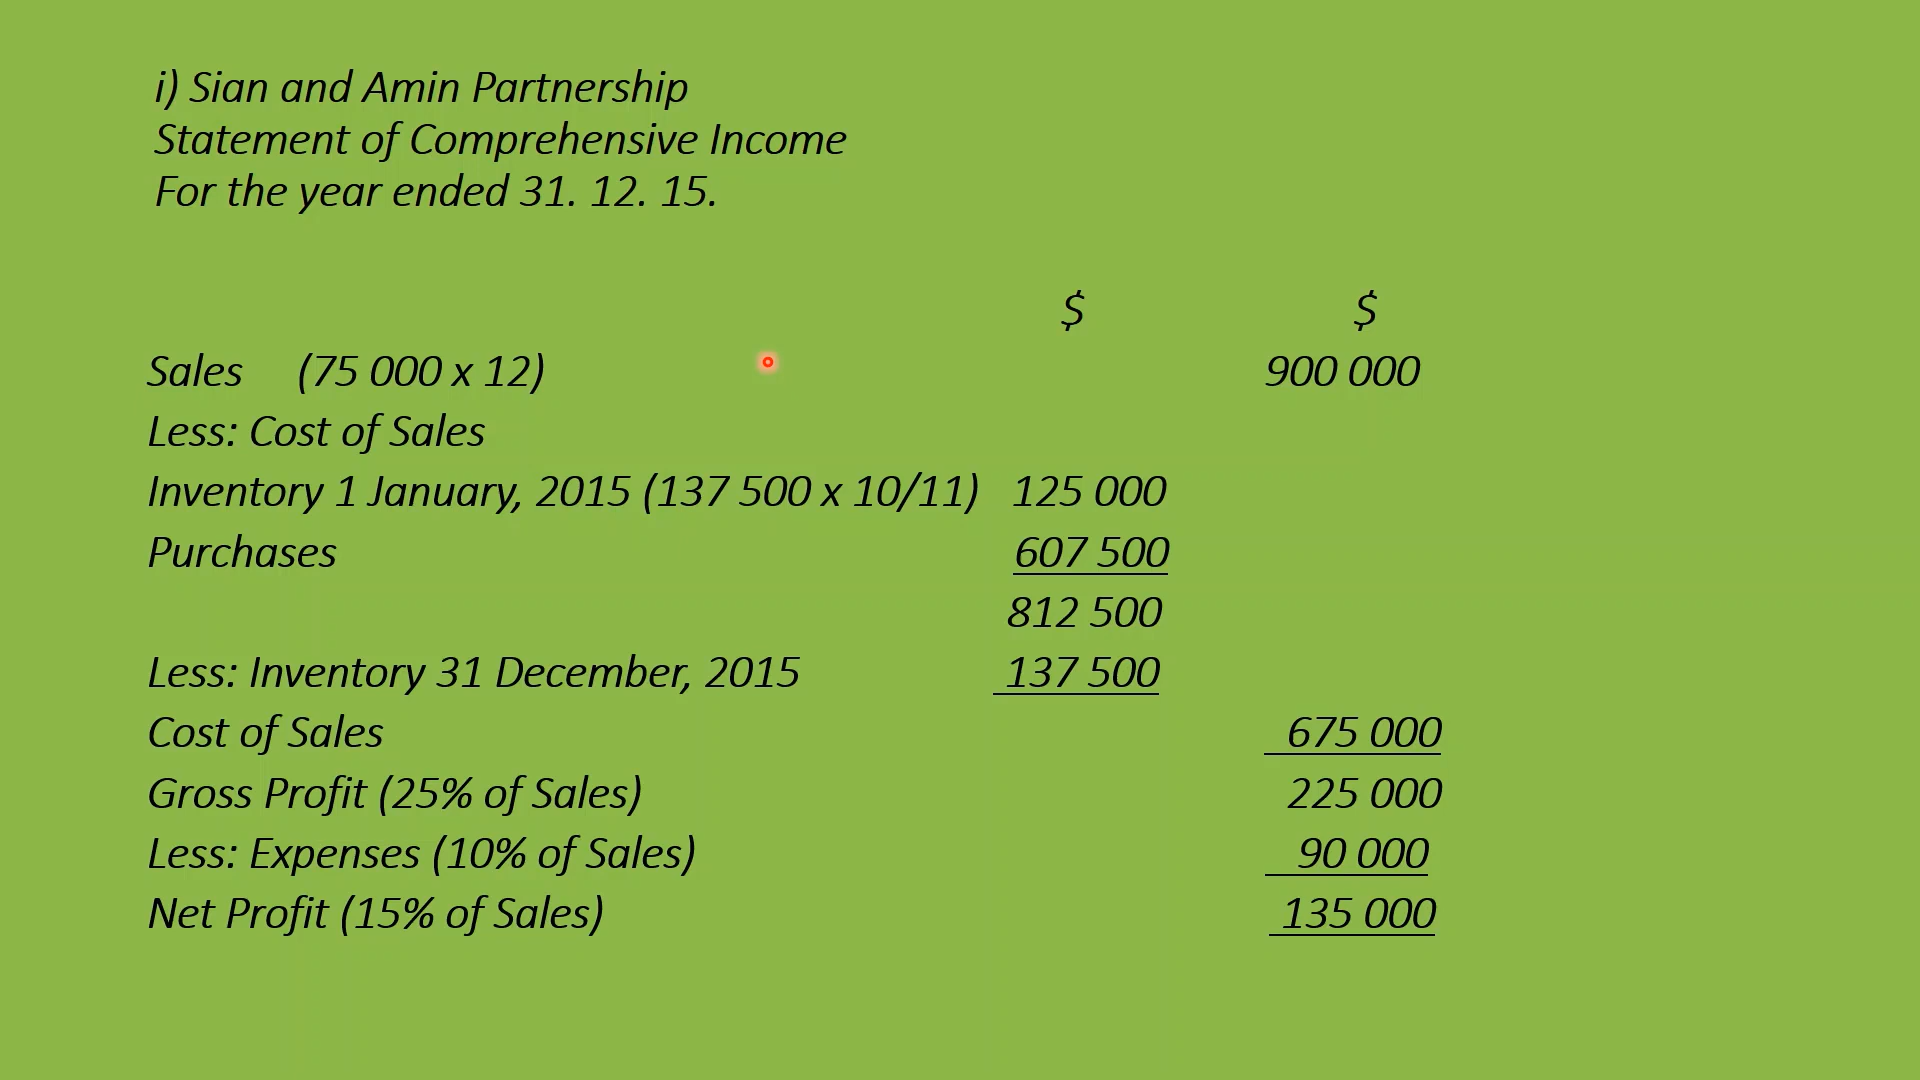 i) Sian and Amin Partnership
Statement of Comprehensive Income
For the year ended 31. 12. 15.
$ $
Sales (75 000 x 12) 900 000
Less: Cost of Sales
Inventory 1 January, 2015 (137 500 x 10/11) 125 000
Purchases 607 500
812 500
Less: Inventory 31 December, 2015 137 500
Cost of Sales 675 000
Gross Profit (25% of Sales) 225 000
Less: Expenses (10% of Sales) 90 000
Net Profit (15% of Sales) 135 000